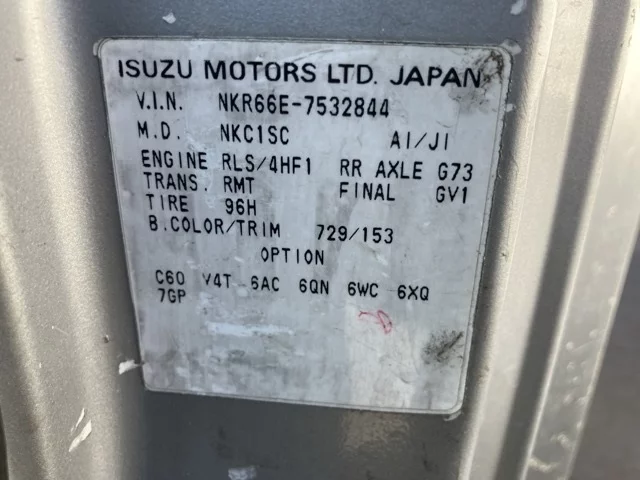 ISUZU MOTORS LTD. JAPAN
V.I.N. NKR66E-7532844
M.D. NKC1SC A1/J1
ENGINE RLS/4HF1 RR AXLE G73
TRANS. RMT FINAL GV1
TIRE 96H
B.COLOR/TRIM 729/153
OPTION
C60 V4T 6AC 6QN 6WC 6XQ
7GP